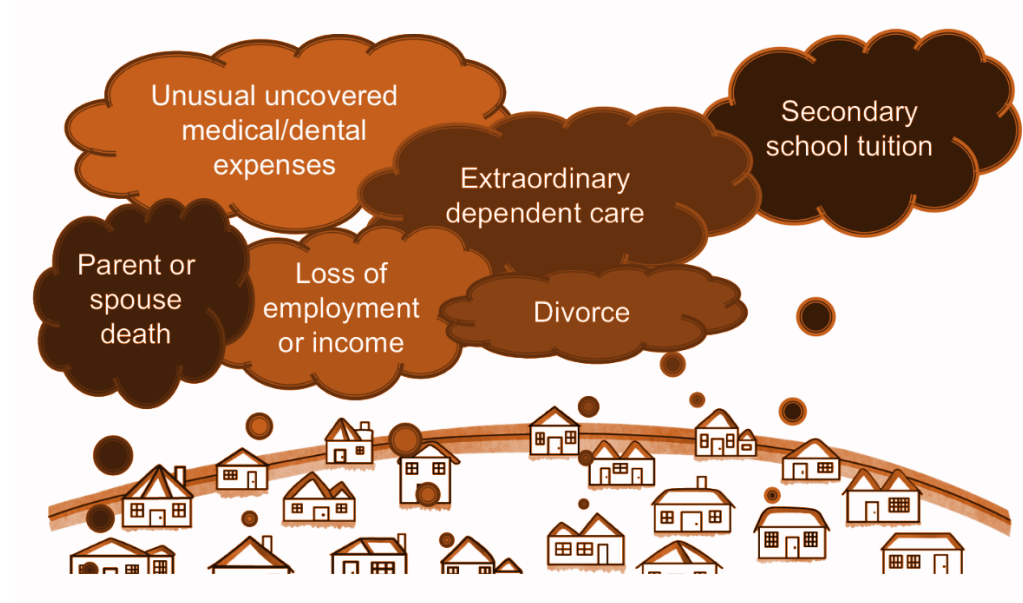 Unusual uncovered
medical/dental
expenses
Secondary
school tuition
Extraordinary
dependent care
Parent or
spouse
death
Loss of
employment
or income
Divorce